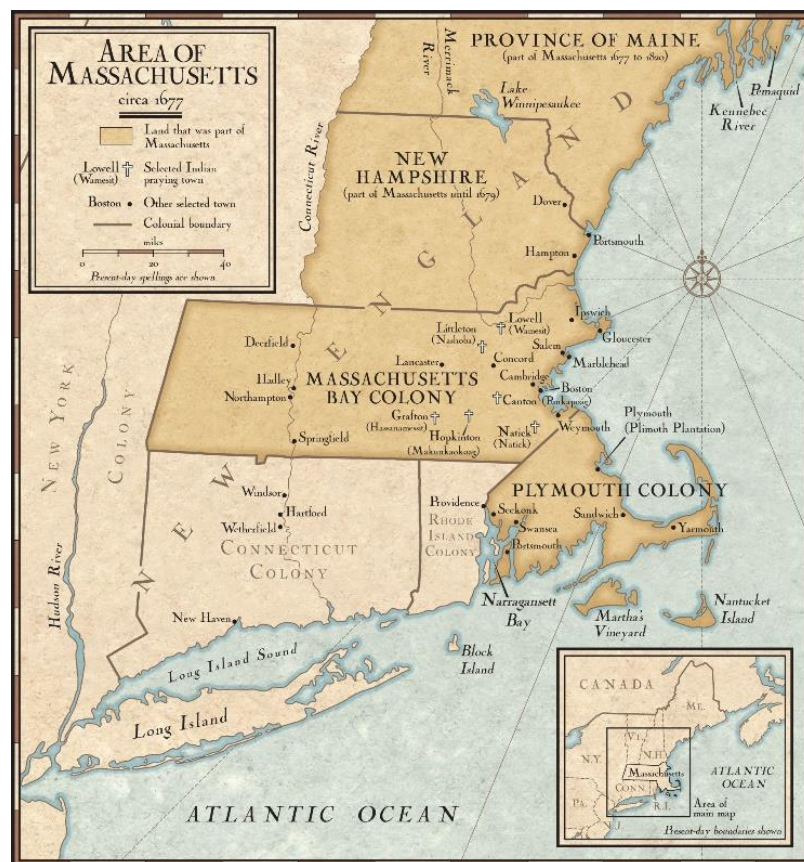 AREA OF
MASSACHUSETTS
circa 1677
Land that was part of
Massachusetts
Lowell
(Wamesit)
Selected Indian
praying town
Boston
Other selected town
Colonial boundary
miles
0 20 40
Present-day spellings are shown
PROVINCE OF MAINE
(part of Massachusetts 1677 to 1820)
Merrimack
River
Lake
Winnipesaukee
Pemaquid
Kennebec
River
Connecticut River
NEW
HAMPSHIRE
(part of Massachusetts until 1679)
NEW ENGLAND
Dover
Portsmouth
Hampton
Littleton
(Nashoba)
Lowell
(Wamesit)
Ipswich
Gloucester
Deerfield
Salem
Marblehead
Lancaster
Concord
Cambridge
Hadley
Northampton
MASSACHUSETTS
BAY COLONY
Boston
Canton
(Punkapoag)
Grafton
(Hassanamesit)
Hopkinton
(Makunkaokoag)
Natick
(Natick)
Weymouth
Plymouth
(Plimoth Plantation)
Springfield
NEW YORK
COLONY
Windsor
Hartford
Wetherfield
Providence
PLYMOUTH COLONY
Seekonk
Sandwich
Swansea
Yarmouth
RHODE
ISLAND
COLONY
CONNECTICUT
COLONY
Portsmouth
Hudson River
New Haven
Narragansett
Bay
Martha's
Vineyard
Nantucket
Island
Block
Island
Long Island Sound
Long Island
ATLANTIC OCEAN
CANADA
ME.
VT.
N.H.
N.Y.
Massachusetts
CONN.
R.I.
PA.
N.J.
ATLANTIC
OCEAN
Area of
main map
Present-day boundaries shown